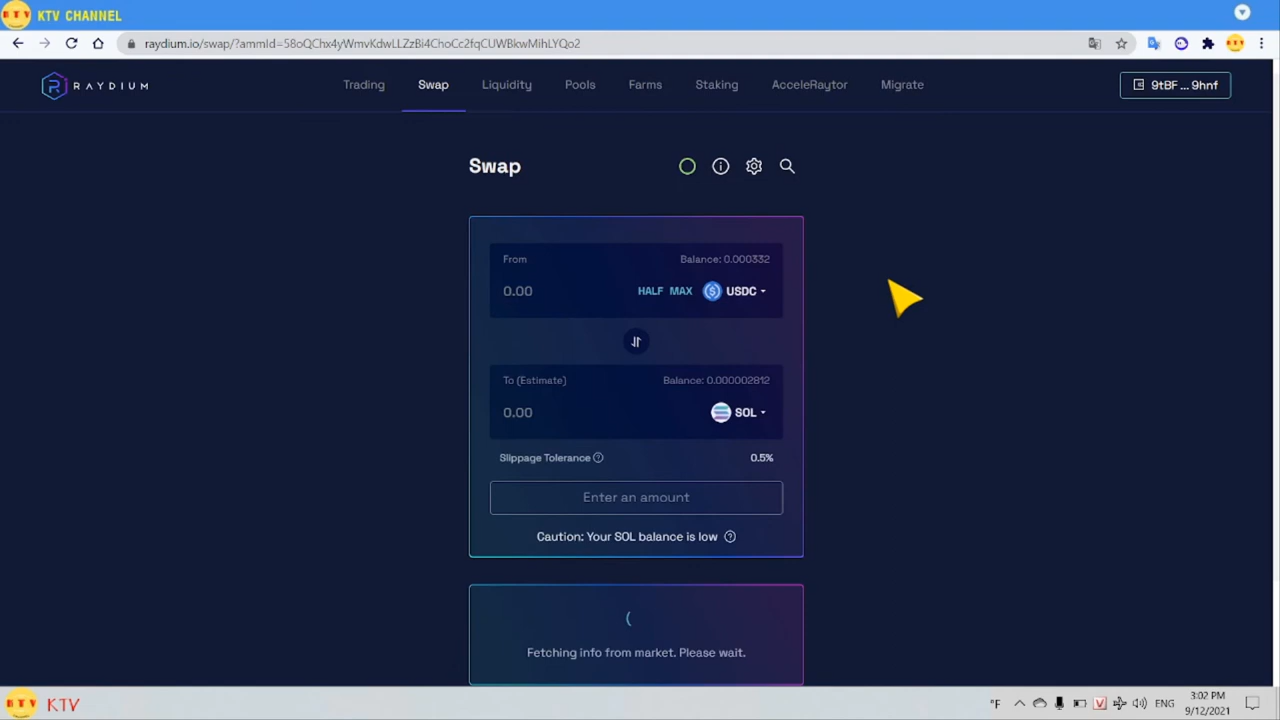 KTV CHANNEL
raydium.io/swap/?ammId=58oQChx4yWmvKdwLLZzBi4ChoCc2fqCUWBkwMihLYQo2
RAYDIUM Trading Swap Liquidity Pools Farms Staking AcceleRaytor Migrate 9tBF ... 9hnf
Swap
From Balance: 0.000332
0.00 HALF MAX USDC
To (Estimate) Balance: 0.000002812
0.00 SOL
Slippage Tolerance 0.5%
Enter an amount
Caution: Your SOL balance is low
Fetching info from market. Please wait.
KTV KTV °F V ENG 3:02 PM
9/12/2021